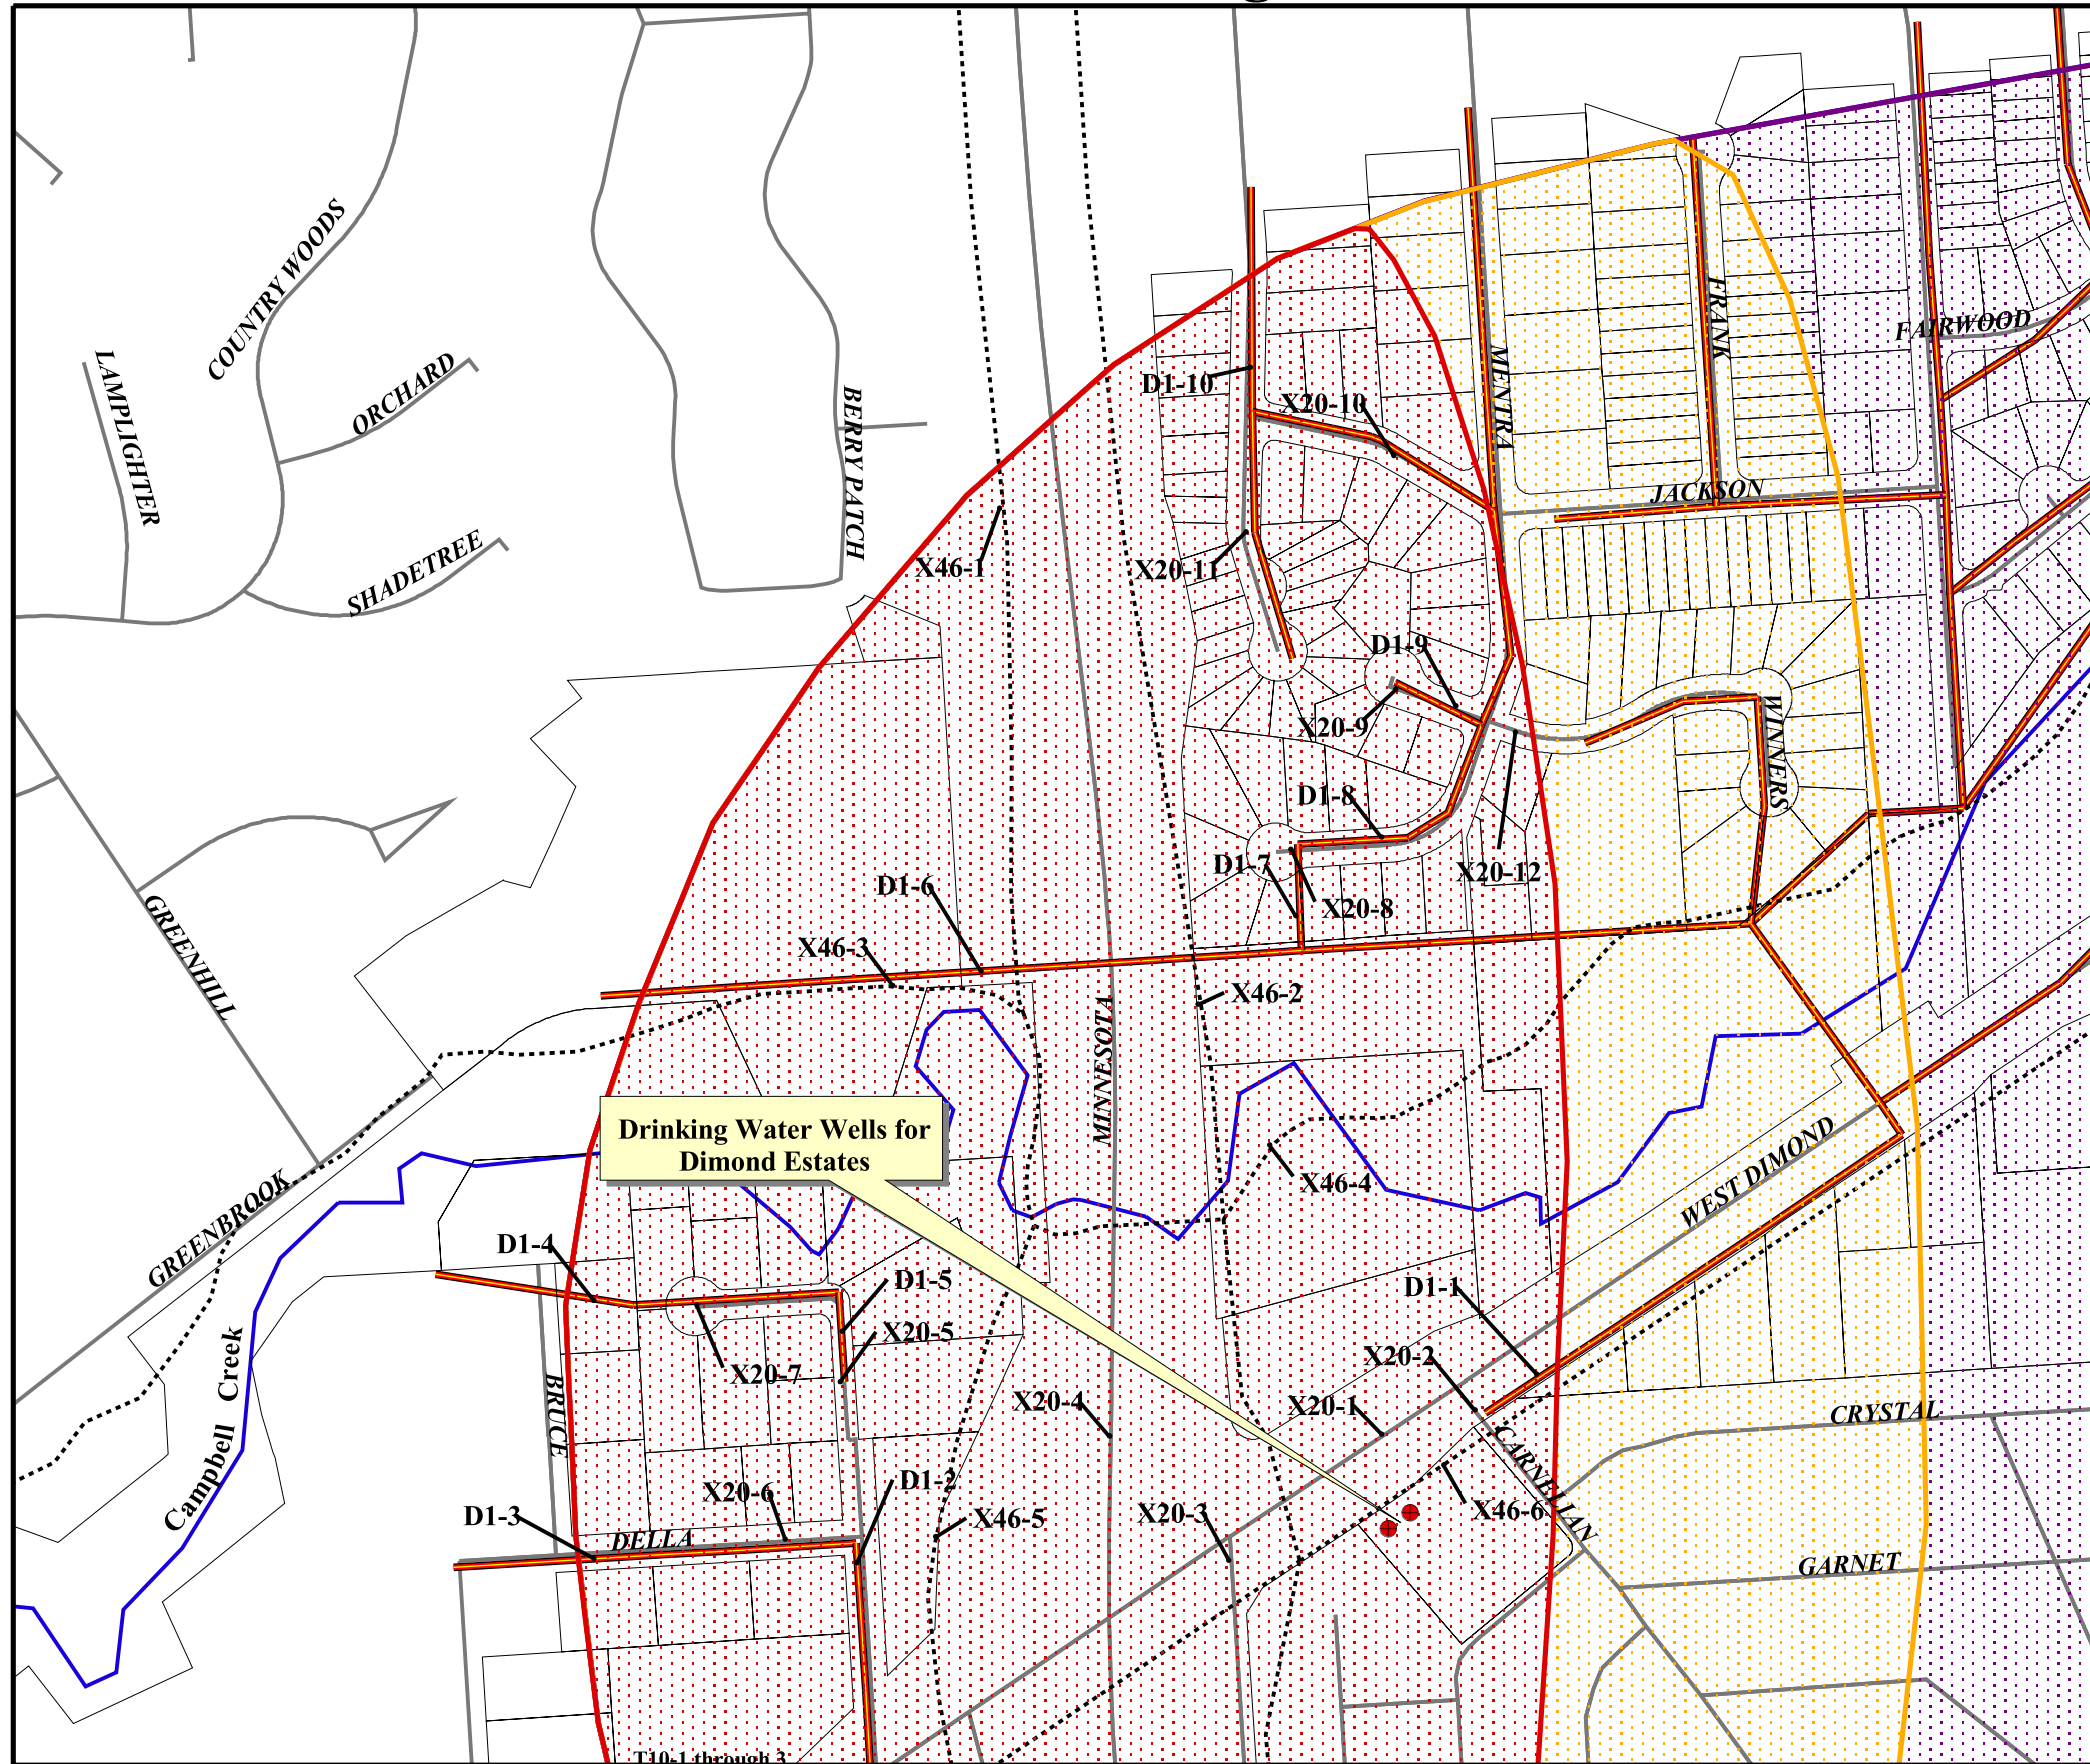 COUNTRY WOODS
LAMPLIGHTER
ORCHARD
SHADETREE
BERRY PATCH
GREENHILL
GREENBROOK
Campbell Creek
MENTRA
FRANK
FAIRWOOD
JACKSON
WINNERS
D1-10
X20-10
X46-1
X20-11
D1-9
X20-9
D1-8
D1-7
X20-12
X20-8
D1-6
X46-3
X46-2
MINNESOTA
Drinking Water Wells for
Dimond Estates
X46-4
WEST DIMOND
D1-4
D1-5
D1-1
X20-5
X20-2
X20-7
BRUCE
X20-4
X20-1
CRYSTAL
CARNELIAN
D1-2
X20-6
X46-5
X20-3
X46-6
D1-3
DELLA
GARNET
T10-1 through 3